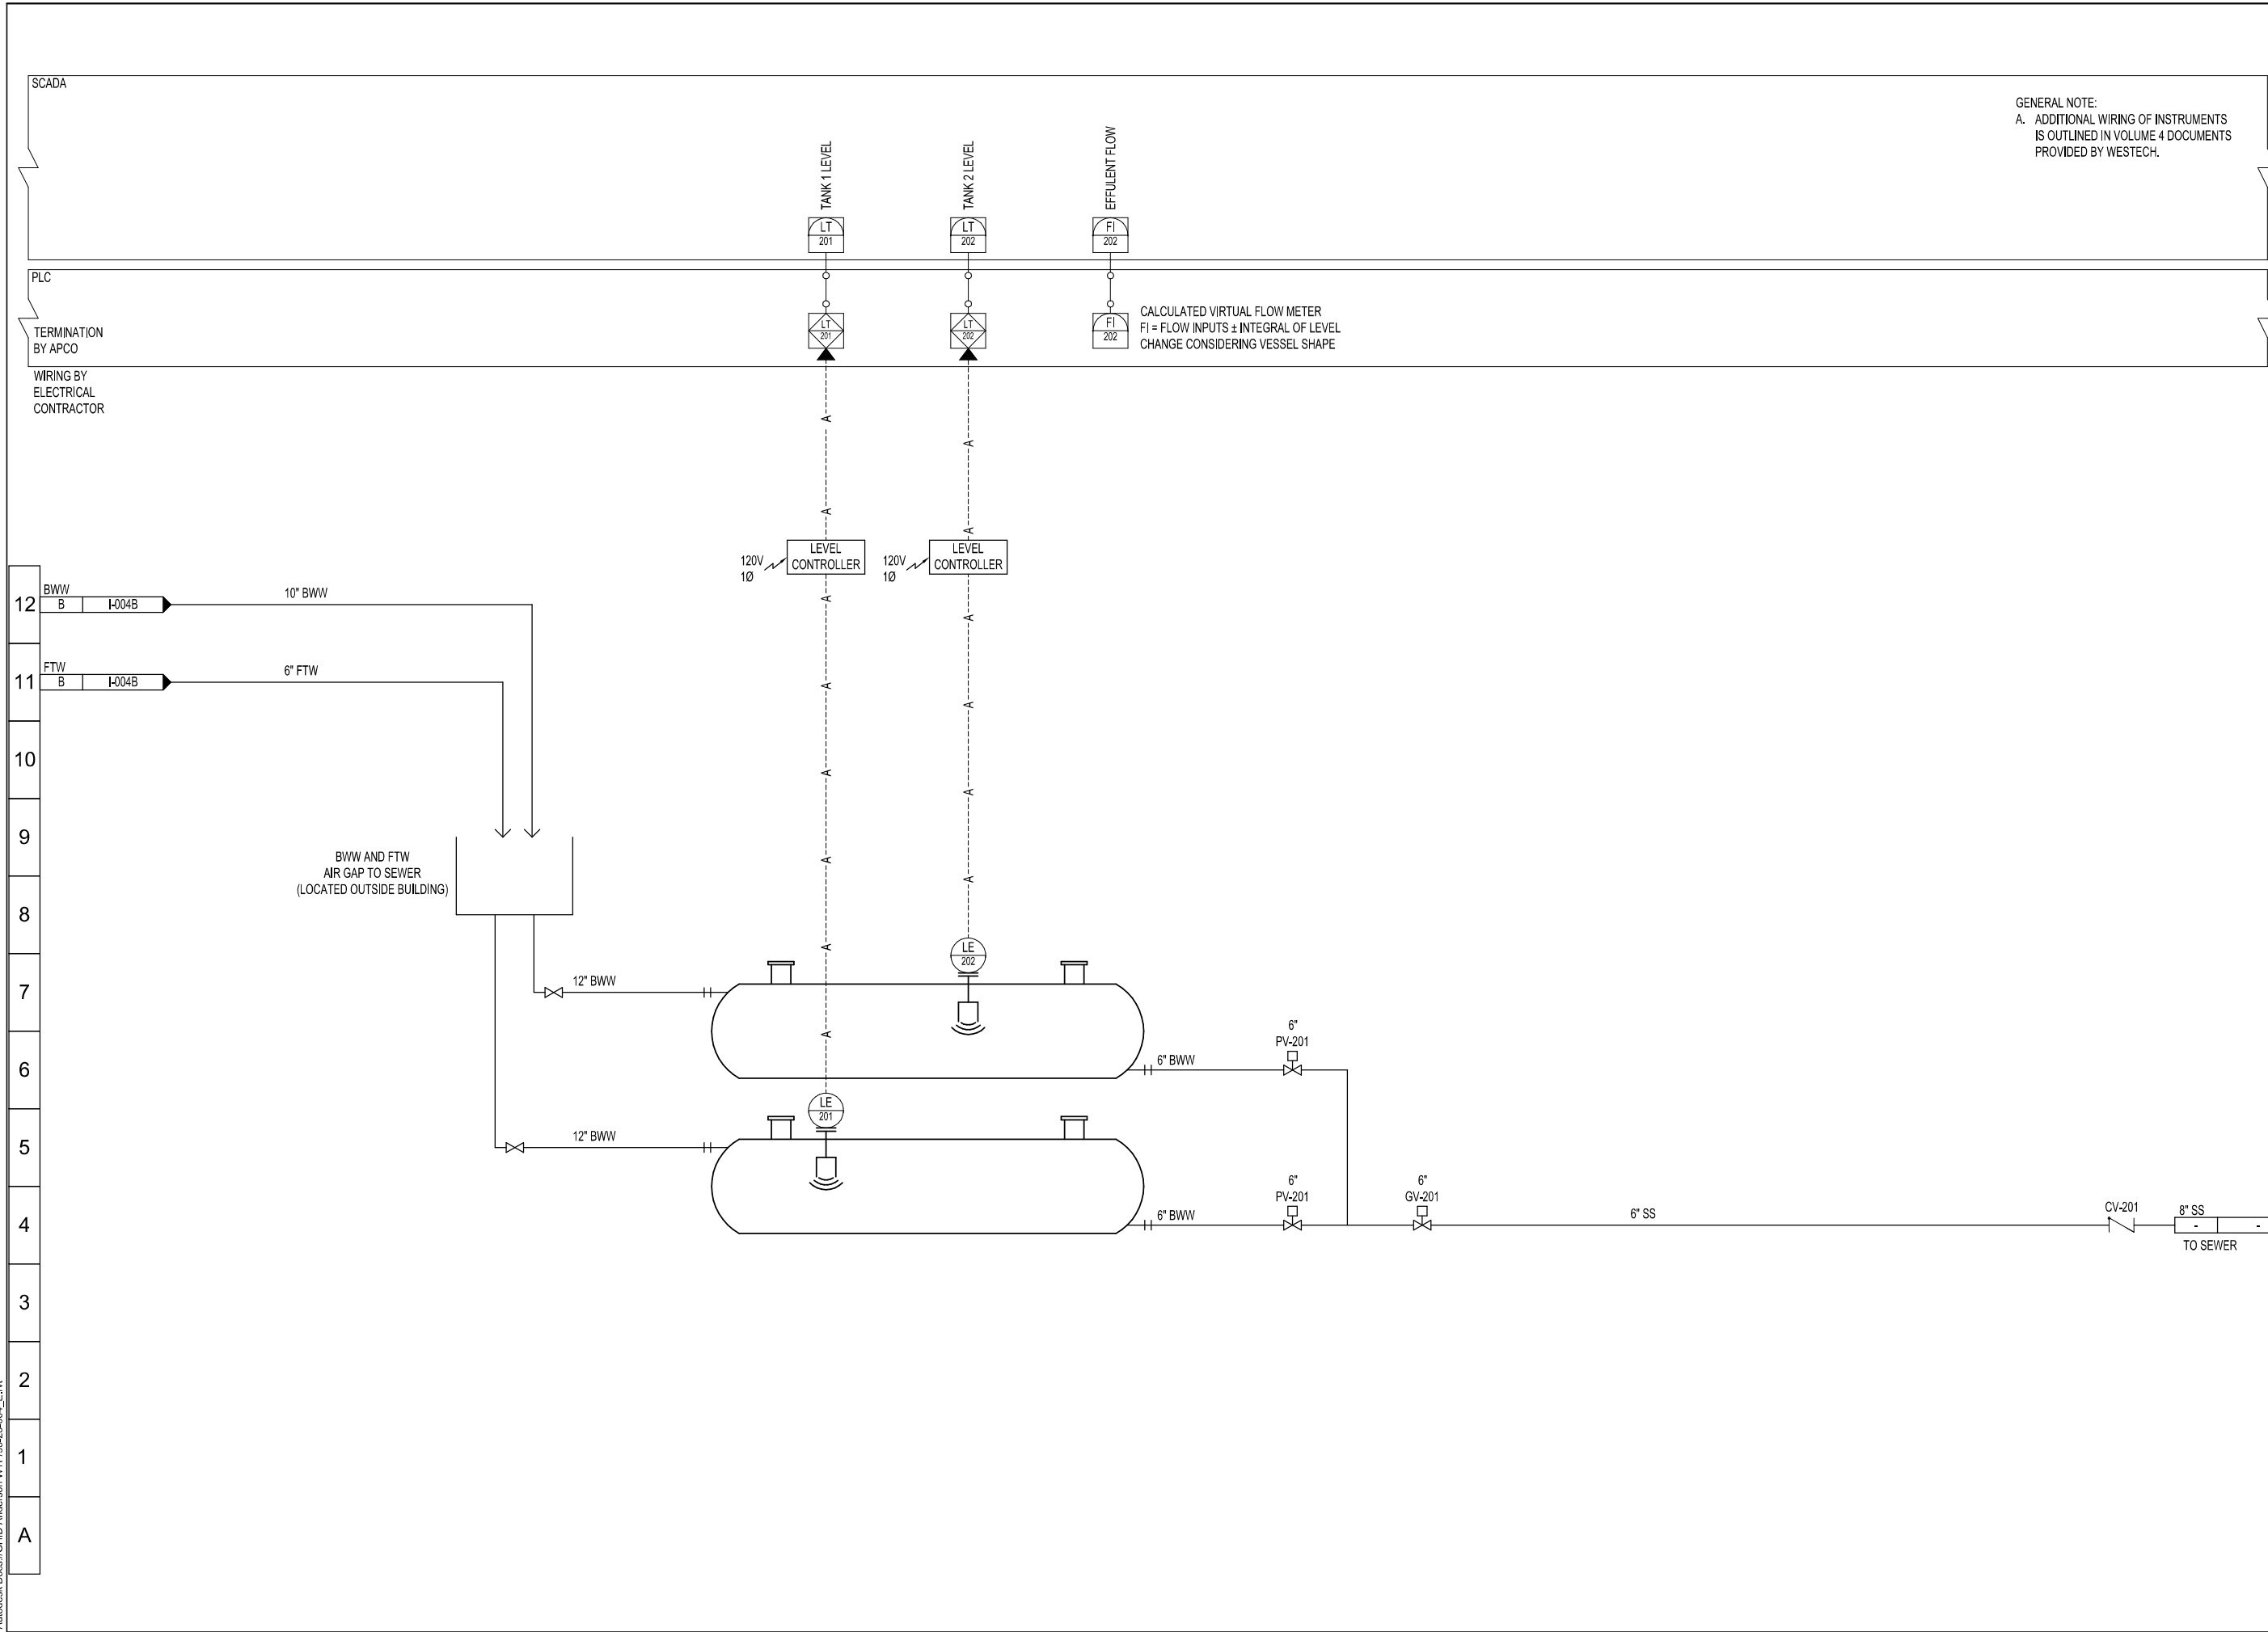 SCADA
GENERAL NOTE:
A. ADDITIONAL WIRING OF INSTRUMENTS
IS OUTLINED IN VOLUME 4 DOCUMENTS
PROVIDED BY WESTECH.
TANK 1 LEVEL
TANK 2 LEVEL
EFFULENT FLOW
LT
201
LT
202
FI
202
PLC
TERMINATION
BY APCO
LT
201
LT
202
FI
202
CALCULATED VIRTUAL FLOW METER
FI = FLOW INPUTS ± INTEGRAL OF LEVEL
CHANGE CONSIDERING VESSEL SHAPE
WIRING BY
ELECTRICAL
CONTRACTOR
A
A
A
A
120V
1Ø
LEVEL
CONTROLLER
120V
1Ø
LEVEL
CONTROLLER
12
BWW
B I-004B
10" BWW
A
A
11
FTW
B I-004B
6" FTW
A
A
10
A
A
9
BWW AND FTW
AIR GAP TO SEWER
(LOCATED OUTSIDE BUILDING)
A
A
8
A
LE
202
7
12" BWW
A
6
6" BWW
6"
PV-201
LE
201
5
12" BWW
4
6" BWW
6"
PV-201
6"
GV-201
6" SS
CV-201
8" SS
- -
TO SEWER
3
2
1
A